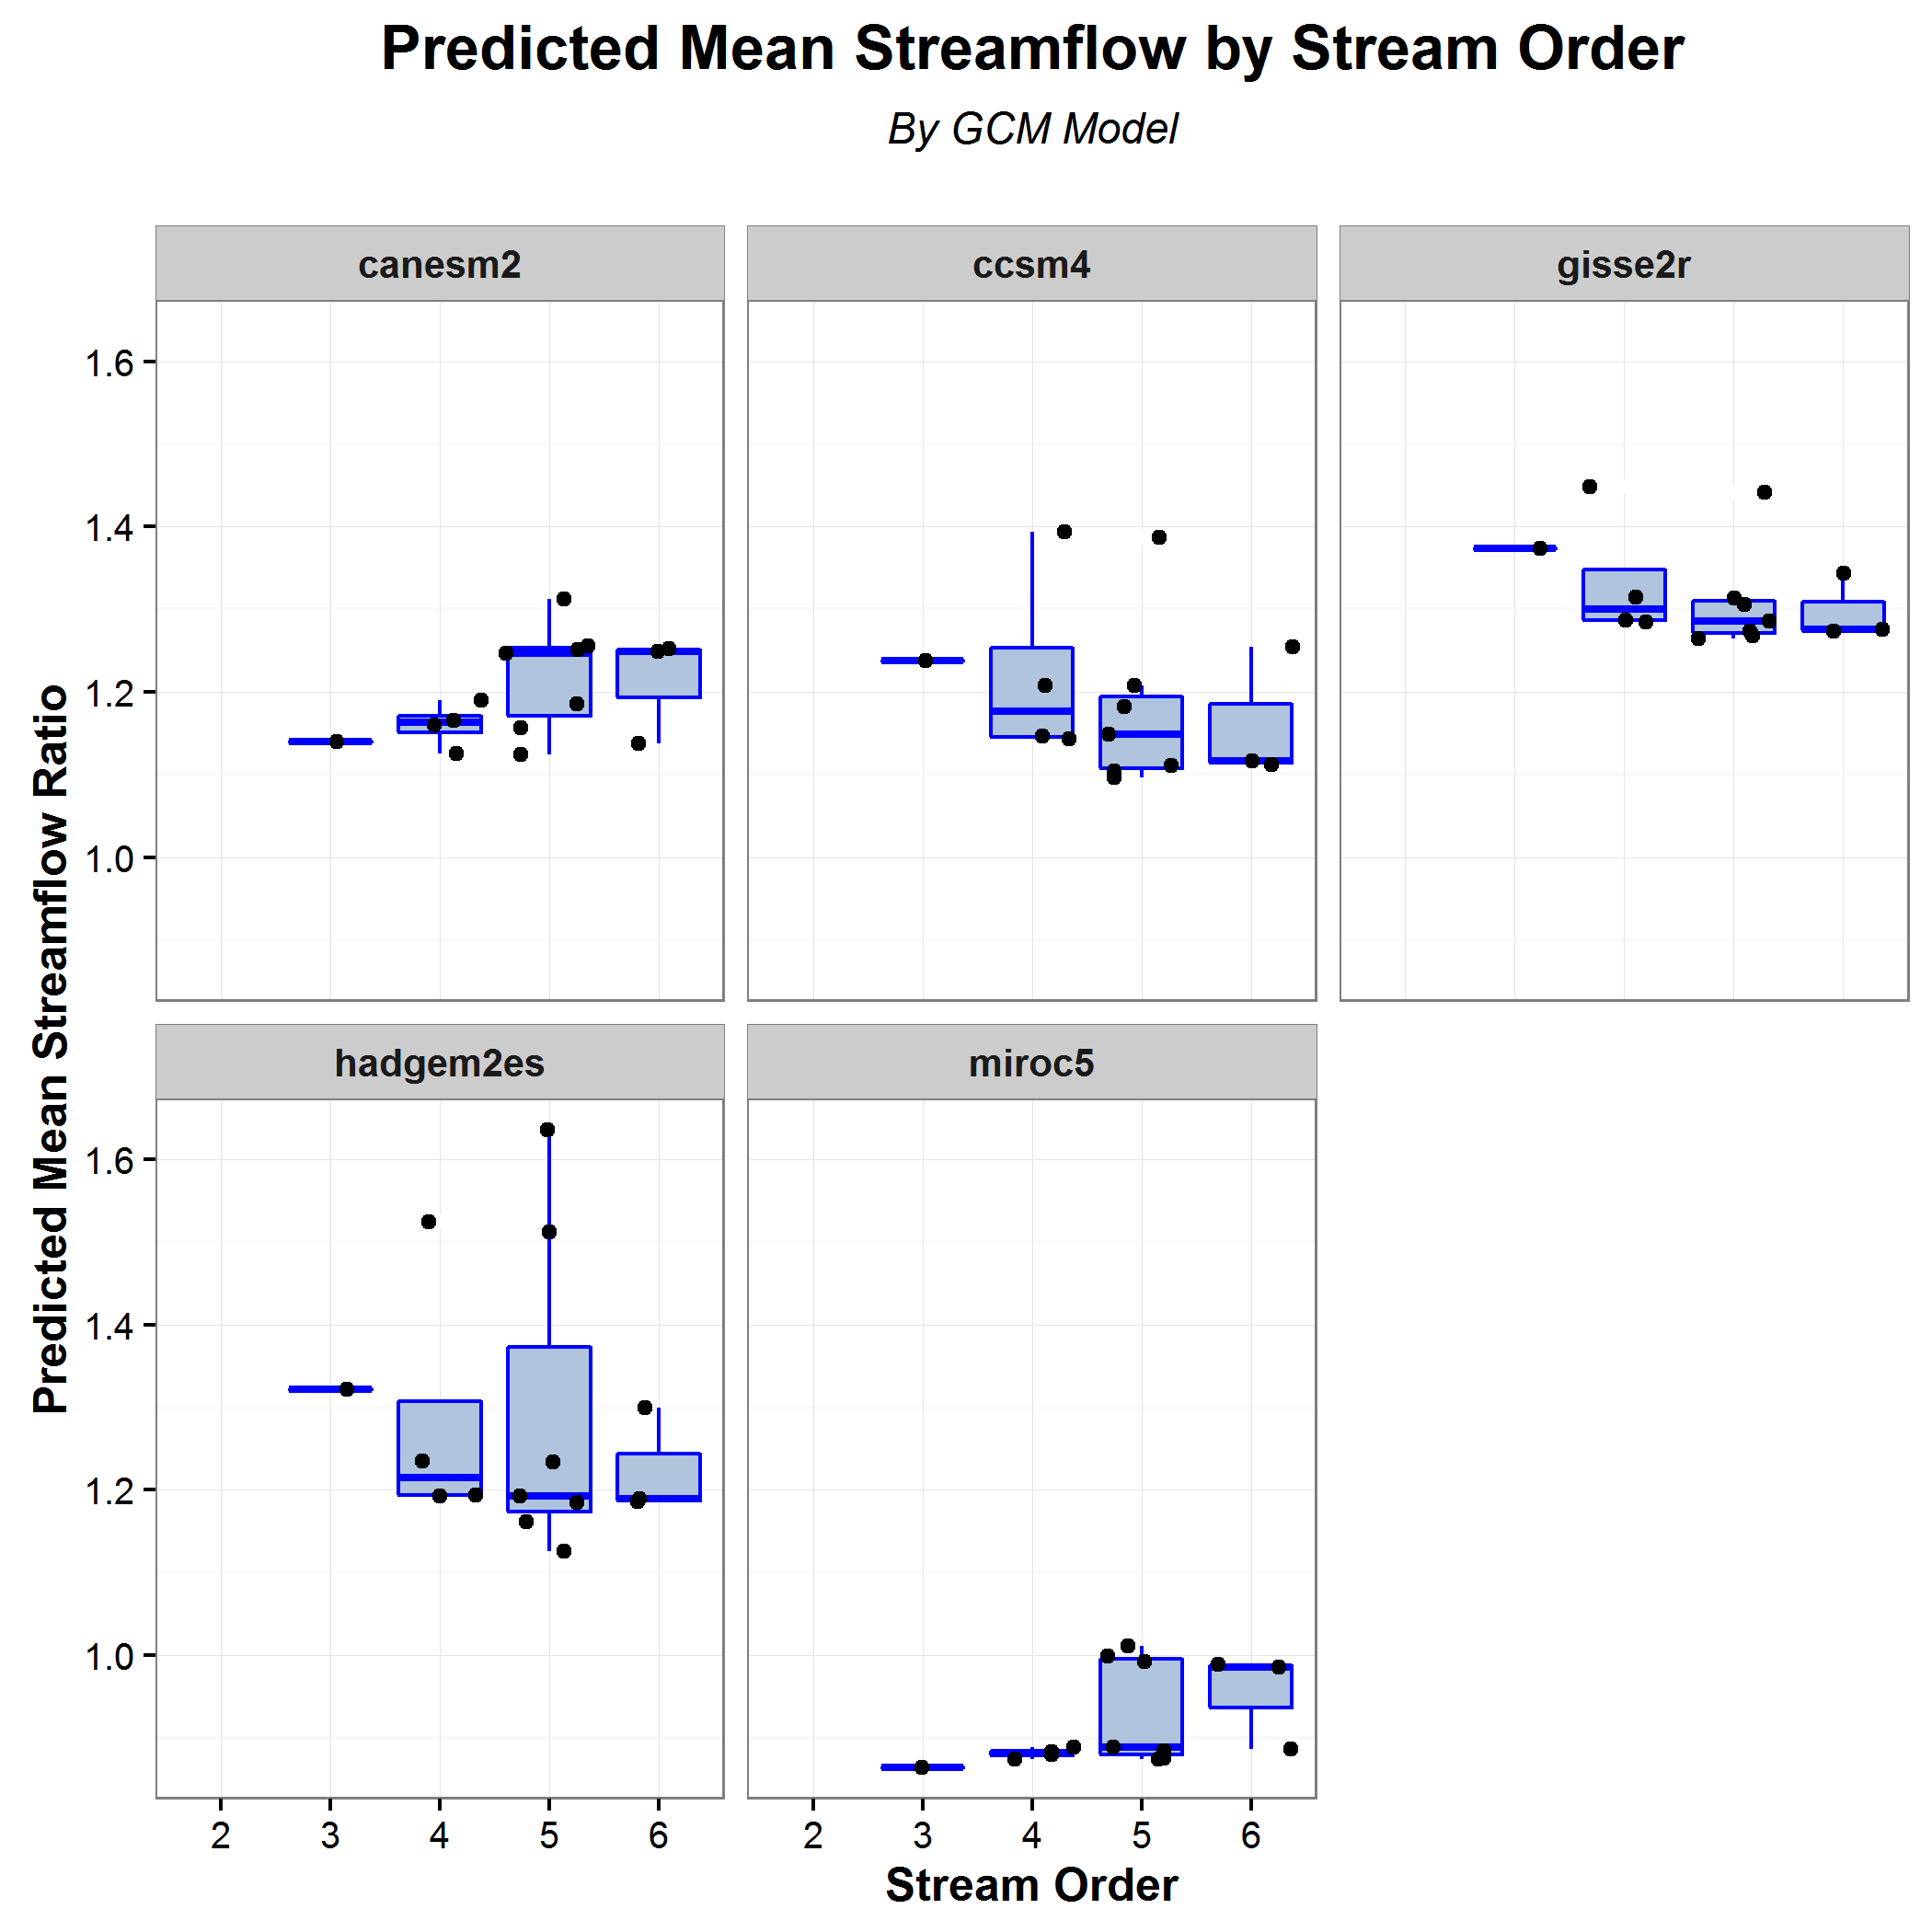 Predicted Mean Streamflow by Stream Order
By GCM Model
canesm2
ccsm4
gisse2r
1.6
1.4
1.2
1.0
Predicted Mean Streamflow Ratio
hadgem2es
miroc5
1.6
1.4
1.2
1.0
2 3 4 5 6
2 3 4 5 6
Stream Order